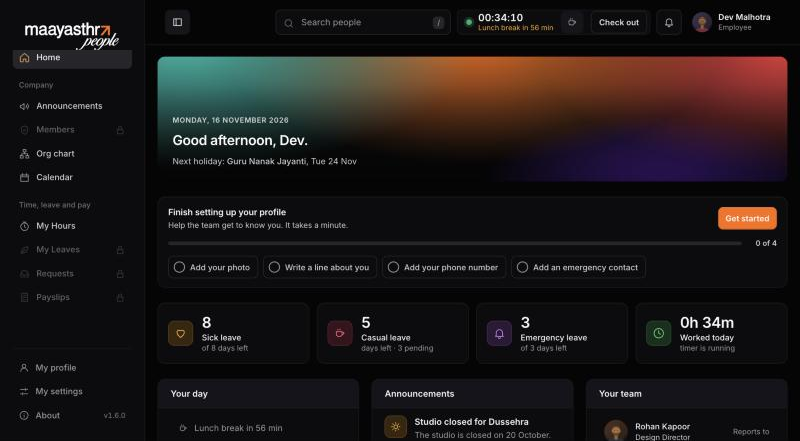 maayasthr
people
Home
Company
Announcements
Members
Org chart
Calendar
Time, leave and pay
My Hours
My Leaves
Requests
Payslips
My profile
My settings
About v1.6.0
Search people /
00:34:10
Lunch break in 56 min
Check out
Dev Malhotra
Employee
MONDAY, 16 NOVEMBER 2026
Good afternoon, Dev.
Next holiday: Guru Nanak Jayanti, Tue 24 Nov
Finish setting up your profile
Help the team get to know you. It takes a minute.
Get started
0 of 4
Add your photo
Write a line about you
Add your phone number
Add an emergency contact
8
Sick leave
of 8 days left
5
Casual leave
days left · 3 pending
3
Emergency leave
of 3 days left
0h 34m
Worked today
timer is running
Your day
Lunch break in 56 min
Announcements
Studio closed for Dussehra
The studio is closed on 20 October.
Your team
Rohan Kapoor
Design Director
Reports to